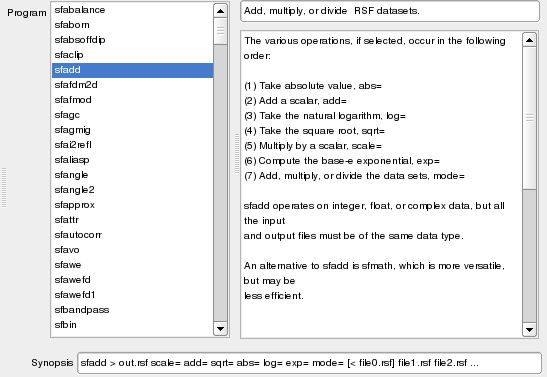 Program
sfabalance
sfaborn
sfabsoffdip
sfaclip
sfadd
sfafdm2d
sfafmod
sfagc
sfagmig
sfai2refl
sfaliasp
sfangle
sfangle2
sfapprox
sfattr
sfautocorr
sfavo
sfawe
sfawefd
sfawefd1
sfbandpass
sfbin
Add, multiply, or divide  RSF datasets.
The various operations, if selected, occur in the following
order:
(1) Take absolute value, abs=
(2) Add a scalar, add=
(3) Take the natural logarithm, log=
(4) Take the square root, sqrt=
(5) Multiply by a scalar, scale=
(6) Compute the base-e exponential, exp=
(7) Add, multiply, or divide the data sets, mode=
sfadd operates on integer, float, or complex data, but all
the input
and output files must be of the same data type.
An alternative to sfadd is sfmath, which is more versatile,
but may be
less efficient.
Synopsis
sfadd > out.rsf scale= add= sqrt= abs= log= exp= mode= [< file0.rsf] file1.rsf file2.rsf ...